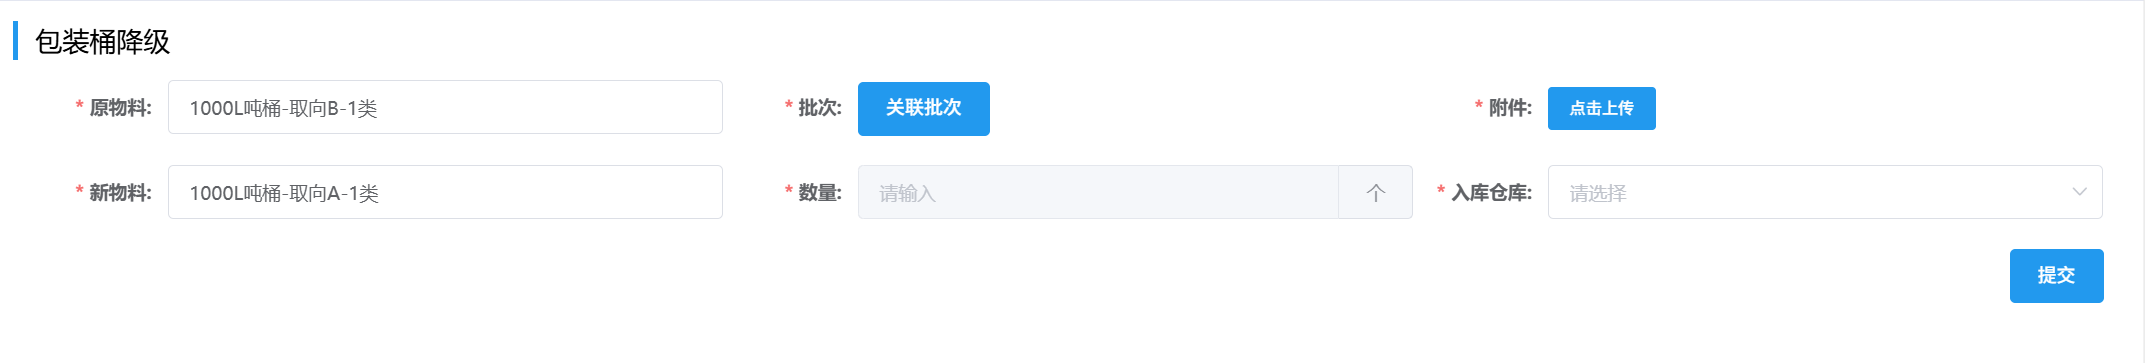 包装桶降级
* 原物料: 1000L吨桶-取向B-1类 * 批次: 关联批次 * 附件: 点击上传
* 新物料: 1000L吨桶-取向A-1类 * 数量: 请输入 个 * 入库仓库: 请选择
提交